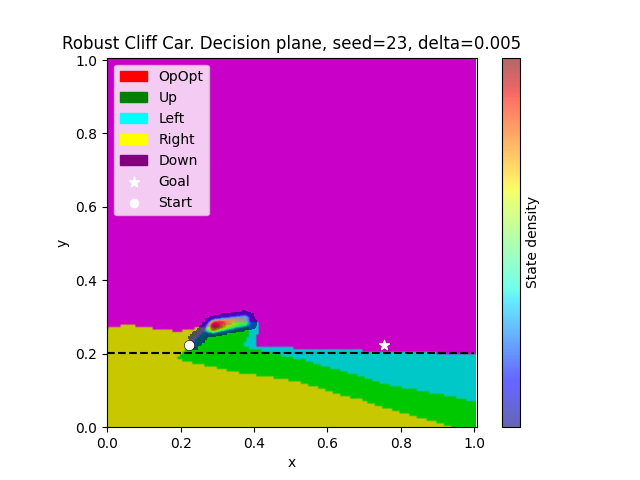 Robust Cliff Car. Decision plane, seed=23, delta=0.005
OpOpt
Up
Left
Right
Down
Goal
Start
1.0
0.8
0.6
0.4
0.2
0.0
y
0.0 0.2 0.4 0.6 0.8 1.0
x
State density